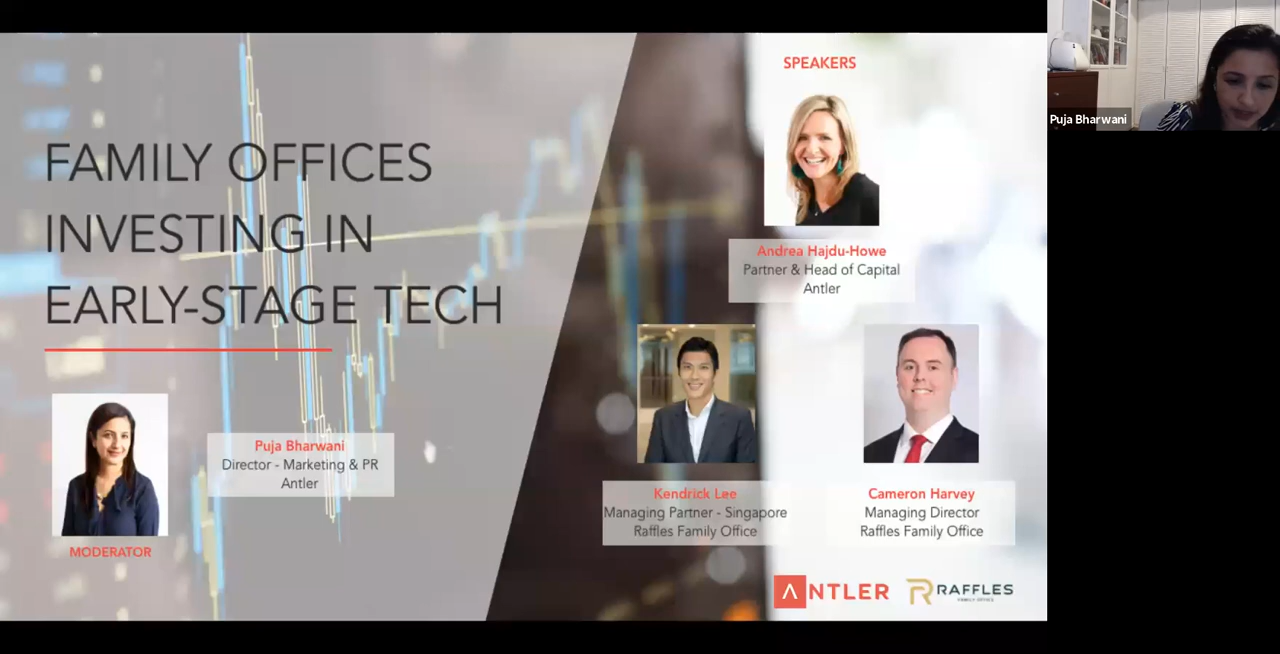 FAMILY OFFICES
INVESTING IN
EARLY-STAGE TECH
Puja Bharwani
Director - Marketing & PR
Antler
MODERATOR
SPEAKERS
Andrea Hajdu-Howe
Partner & Head of Capital
Antler
Kendrick Lee
Managing Partner - Singapore
Raffles Family Office
Cameron Harvey
Managing Director
Raffles Family Office
ANTLER
RAFFLES
FAMILY OFFICE
Puja Bharwani